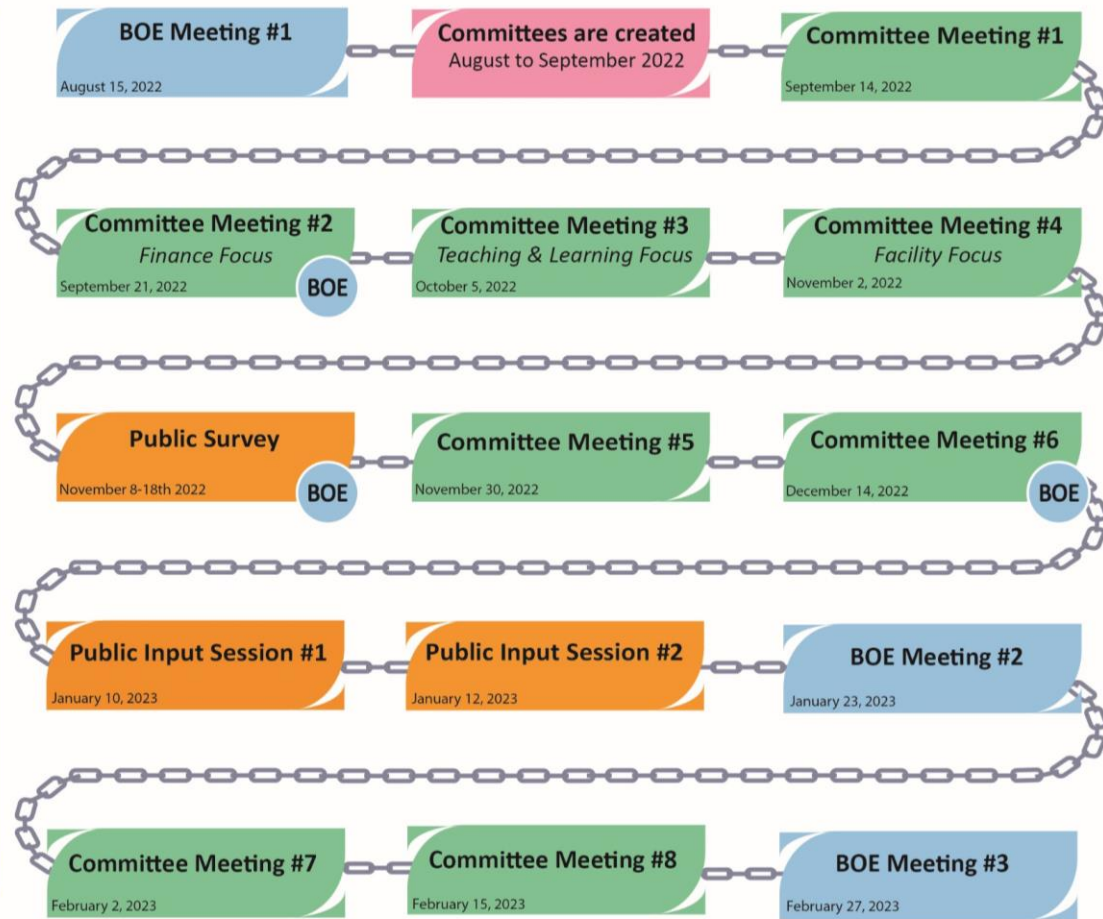 BOE Meeting #1
August 15, 2022
Committees are created
August to September 2022
Committee Meeting #1
September 14, 2022
Committee Meeting #2
Finance Focus
September 21, 2022
BOE
Committee Meeting #3
Teaching & Learning Focus
October 5, 2022
Committee Meeting #4
Facility Focus
November 2, 2022
Public Survey
November 8-18th 2022
BOE
Committee Meeting #5
November 30, 2022
Committee Meeting #6
December 14, 2022
BOE
Public Input Session #1
January 10, 2023
Public Input Session #2
January 12, 2023
BOE Meeting #2
January 23, 2023
Committee Meeting #7
February 2, 2023
Committee Meeting #8
February 15, 2023
BOE Meeting #3
February 27, 2023